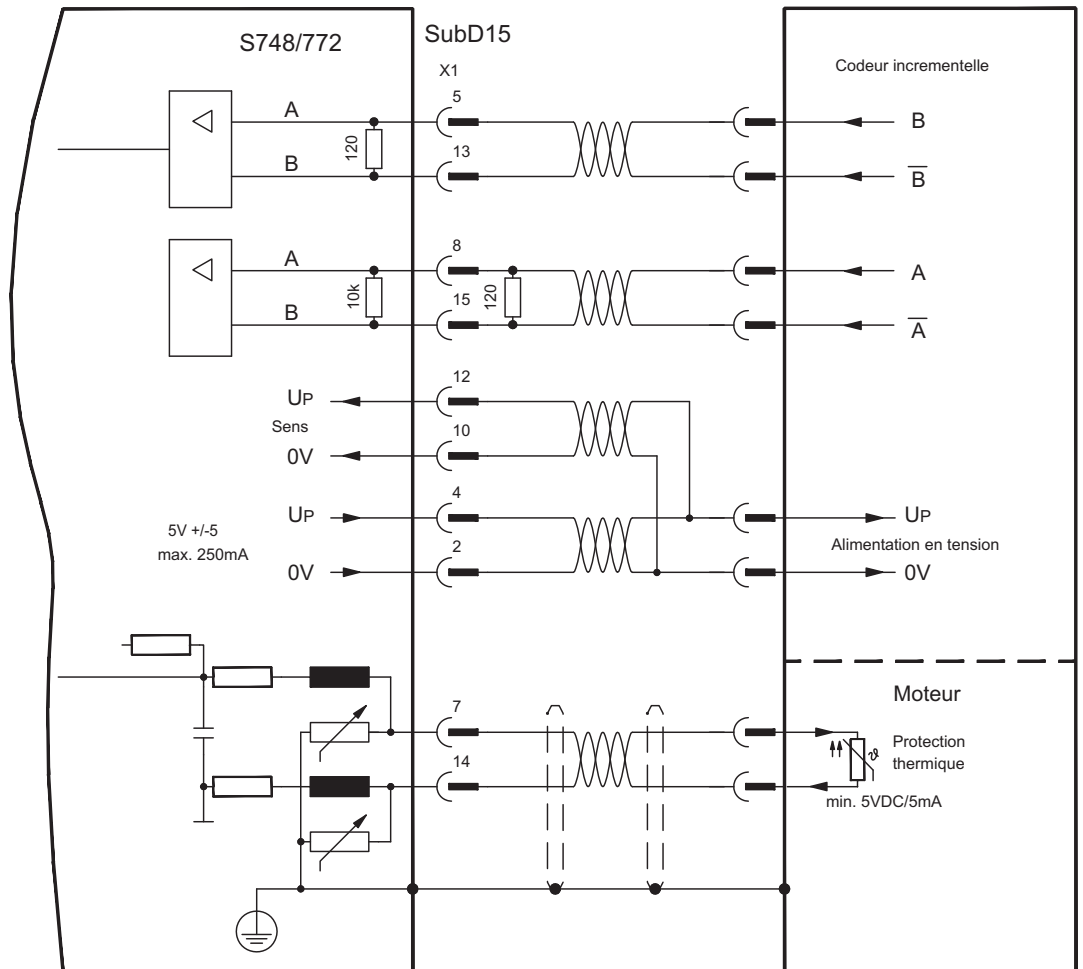 S748/772
SubD15
X1
Codeur incrementelle
A
5
B
120
B
13
B
A
8
A
10k
120
B
15
A
UP
12
Sens
0V
10
5V +/-5
max. 250mA
UP
4
UP
Alimentation en tension
0V
2
0V
Moteur
7
Protection
thermique
ϑ
14
min. 5VDC/5mA